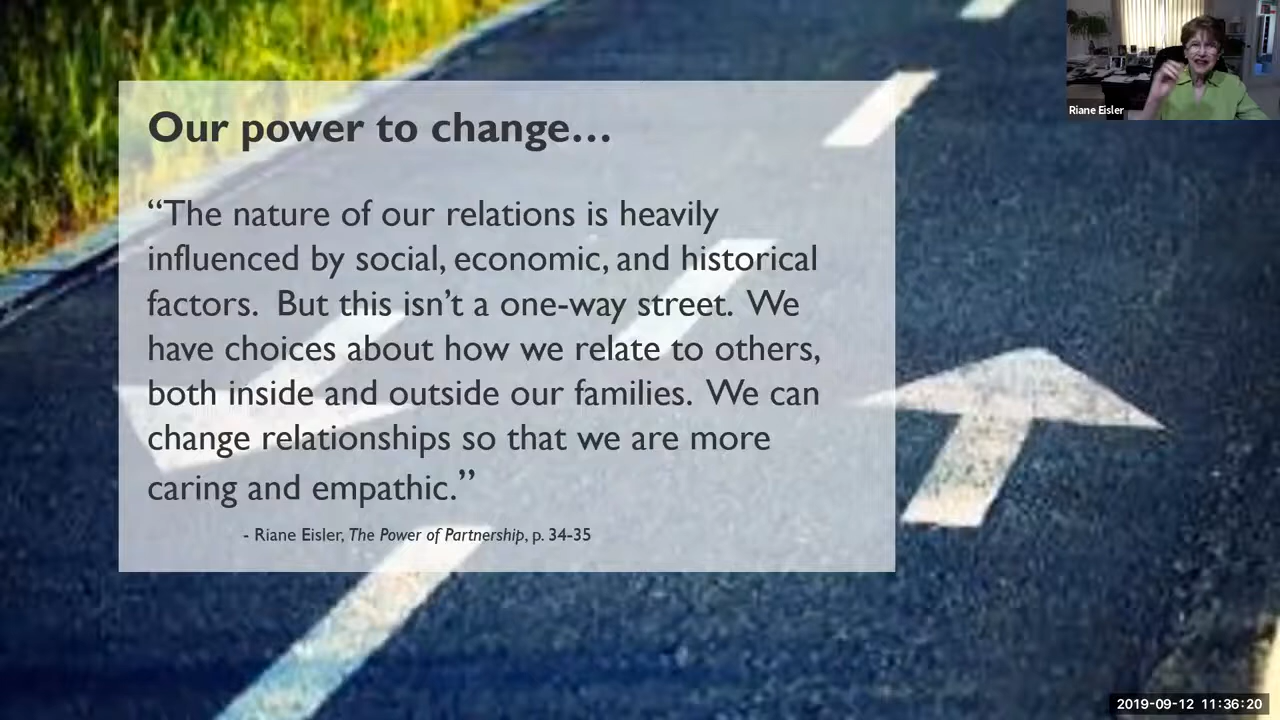 Our power to change…
“The nature of our relations is heavily
influenced by social, economic, and historical
factors.  But this isn’t a one-way street.  We
have choices about how we relate to others,
both inside and outside our families.  We can
change relationships so that we are more
caring and empathic.”
- Riane Eisler, The Power of Partnership, p. 34-35
Riane Eisler
2019-09-12 11:36:20